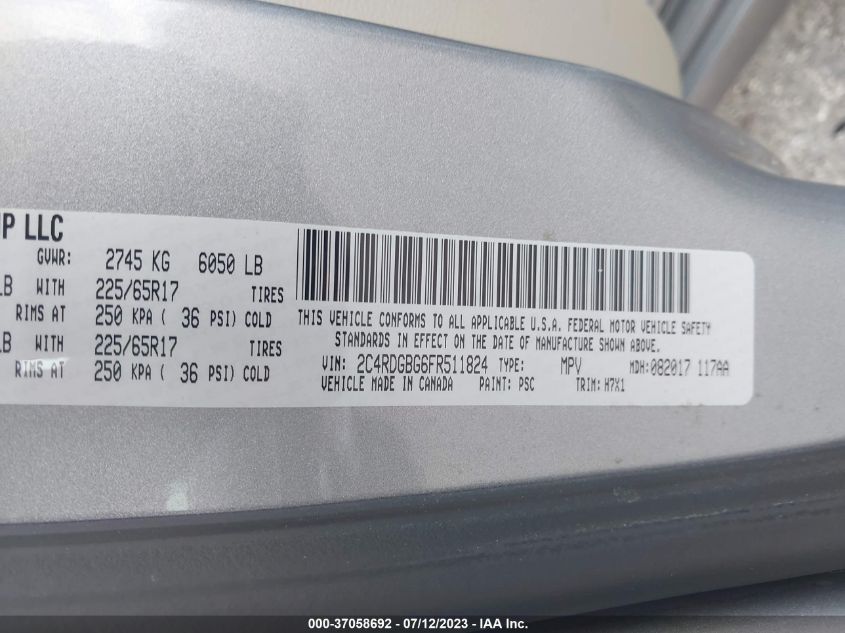 UP LLC
GVWR: 2745 KG 6050 LB
LB WITH 225/65R17 TIRES
RIMS AT 250 KPA ( 36 PSI) COLD
LB WITH 225/65R17 TIRES
RIMS AT 250 KPA ( 36 PSI) COLD
THIS VEHICLE CONFORMS TO ALL APPLICABLE U.S.A. FEDERAL MOTOR VEHICLE SAFETY
STANDARDS IN EFFECT ON THE DATE OF MANUFACTURE SHOWN ABOVE.
VIN: 2C4RDGBG6FR511824 TYPE: MPV MDH: 082017 117AA
VEHICLE MADE IN CANADA PAINT: PSC TRIM: H7X1
000-37058692 - 07/12/2023 - IAA Inc.